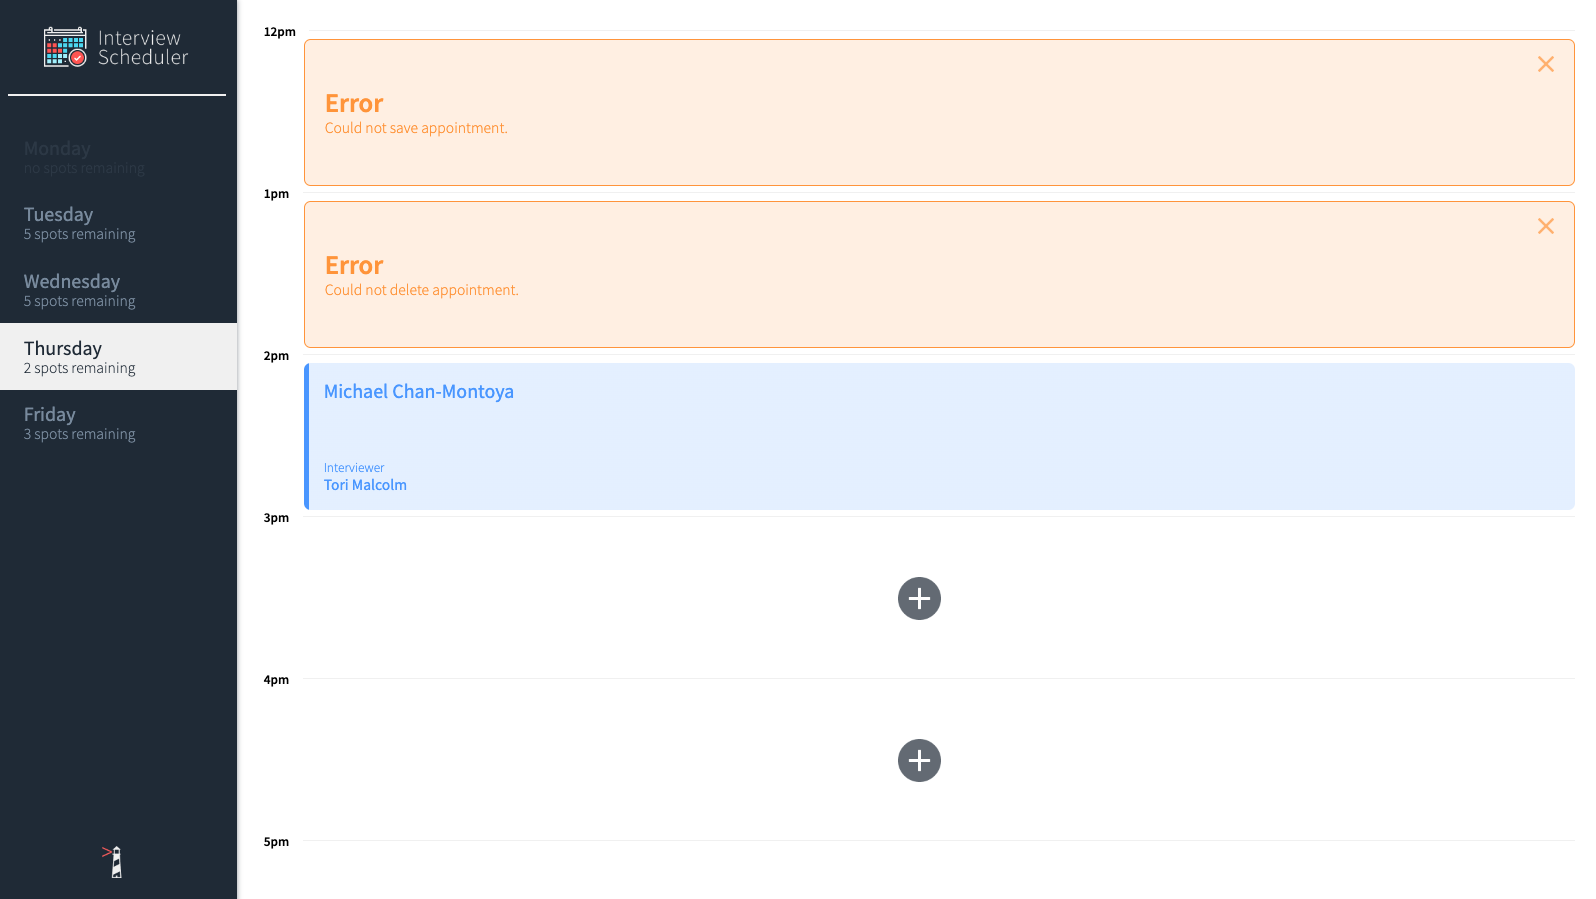 Interview
Scheduler
Monday
no spots remaining
Tuesday
5 spots remaining
Wednesday
5 spots remaining
Thursday
2 spots remaining
Friday
3 spots remaining
12pm
Error
Could not save appointment.
1pm
Error
Could not delete appointment.
2pm
Michael Chan-Montoya
Interviewer
Tori Malcolm
3pm
4pm
5pm